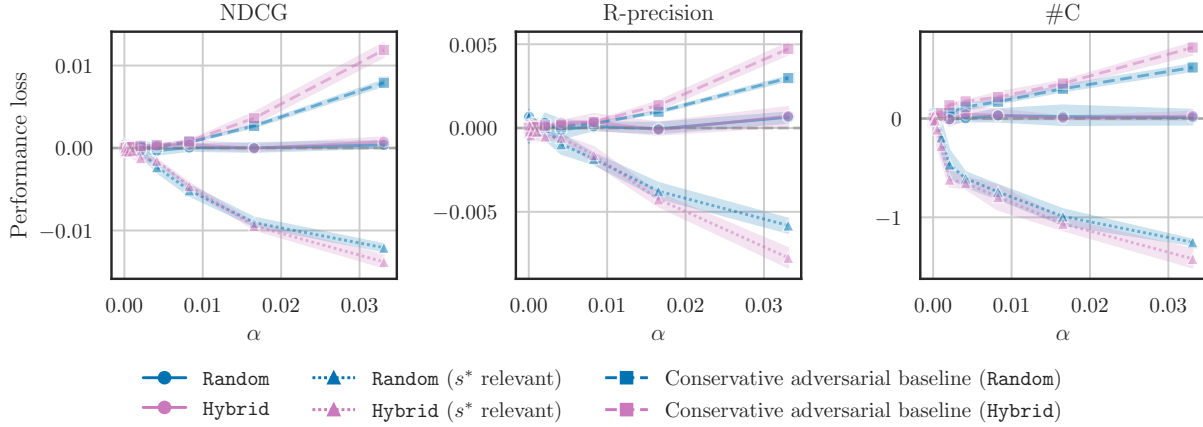 NDCG
R-precision
#C
Performance loss
0.01
0.00
−0.01
0.005
0.000
−0.005
0
−1
0.00 0.01 0.02 0.03
0.00 0.01 0.02 0.03
0.00 0.01 0.02 0.03
α
α
α
Random
Random (s* relevant)
Conservative adversarial baseline (Random)
Hybrid
Hybrid (s* relevant)
Conservative adversarial baseline (Hybrid)